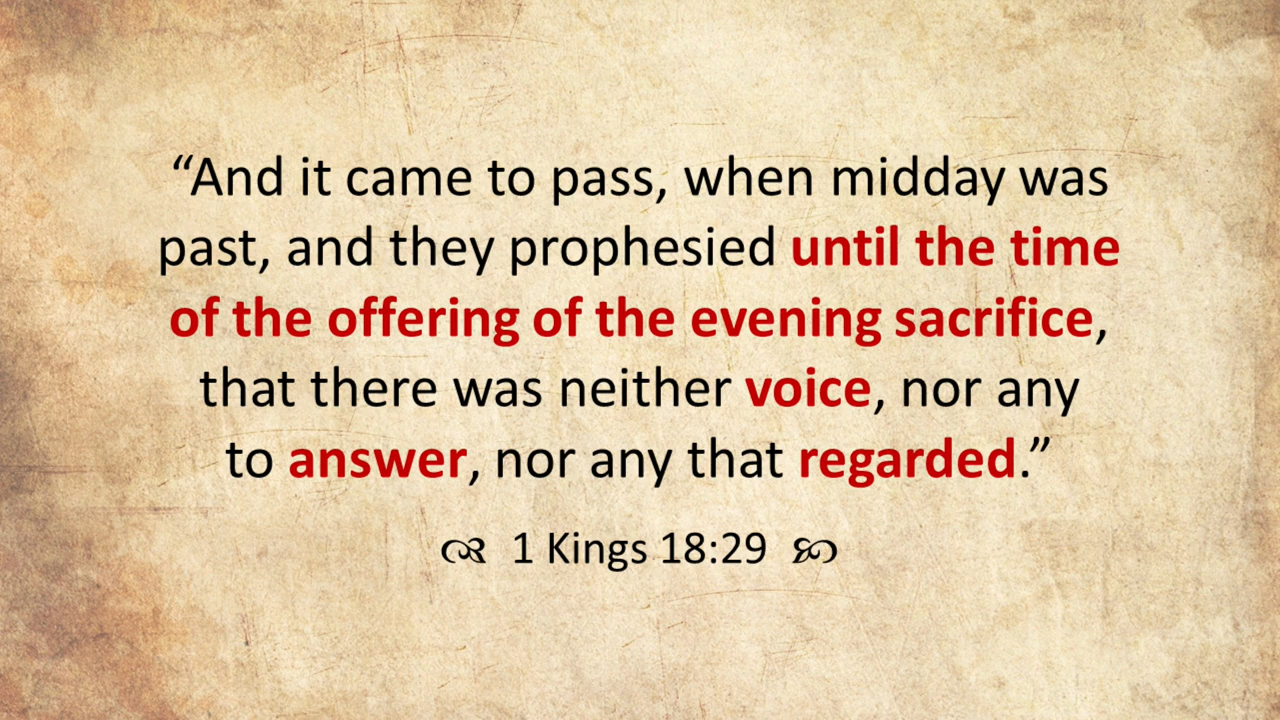 “And it came to pass, when midday was
past, and they prophesied until the time
of the offering of the evening sacrifice,
that there was neither voice, nor any
to answer, nor any that regarded.”
1 Kings 18:29